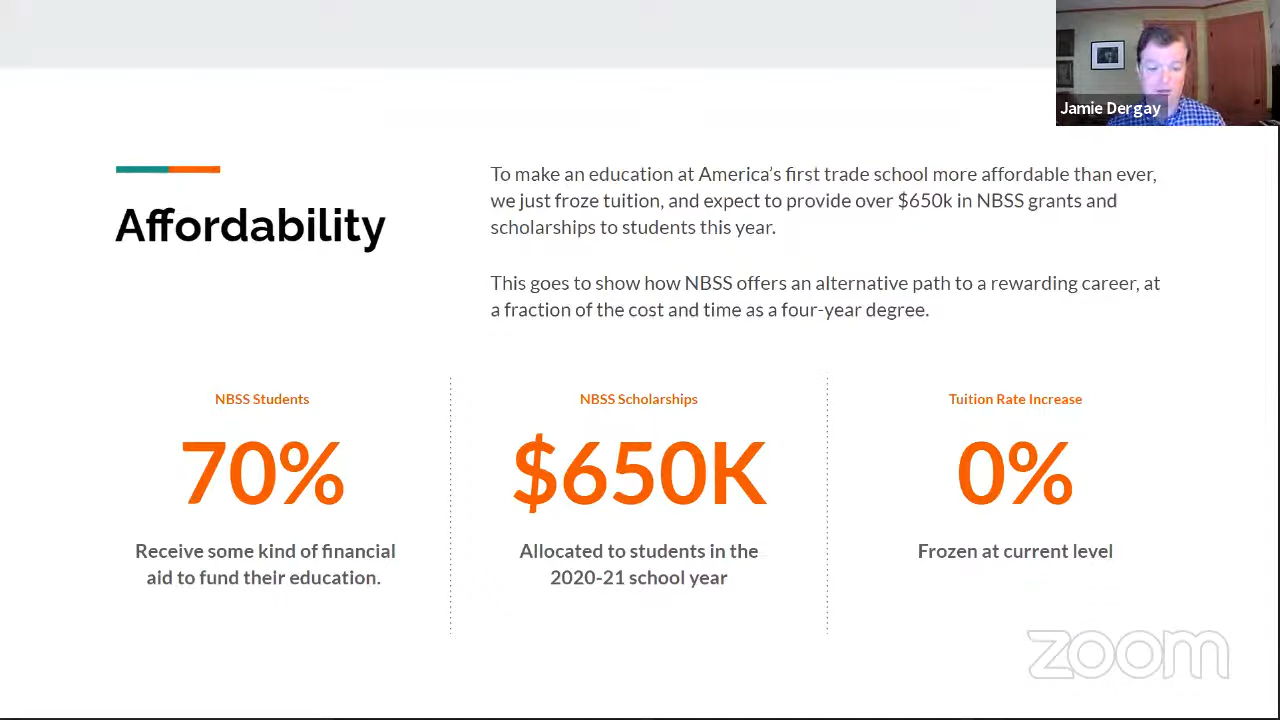 Jamie Dergay
Affordability
To make an education at America's first trade school more affordable than ever,
we just froze tuition, and expect to provide over $650k in NBSS grants and
scholarships to students this year.
This goes to show how NBSS offers an alternative path to a rewarding career, at
a fraction of the cost and time as a four-year degree.
NBSS Students
70%
Receive some kind of financial
aid to fund their education.
NBSS Scholarships
$650K
Allocated to students in the
2020-21 school year
Tuition Rate Increase
0%
Frozen at current level
zoom